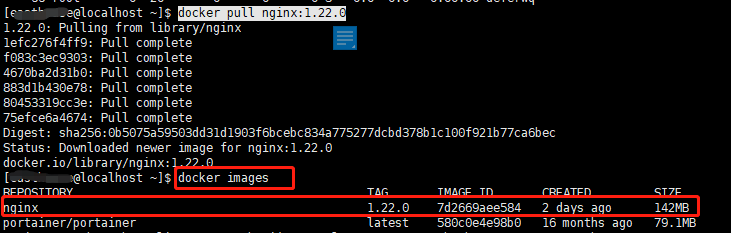 @localhost ~]$ docker pull nginx:1.22.0
1.22.0: Pulling from library/nginx
1efc276f4ff9: Pull complete
f083c3ec9303: Pull complete
4670ba2d31b0: Pull complete
883d1b430e78: Pull complete
80453319cc3e: Pull complete
75efce6a4674: Pull complete
Digest: sha256:0b5075a59503dd31d1903f6bcebc834a775277dcbd378b1c100f921b77ca6bec
Status: Downloaded newer image for nginx:1.22.0
docker.io/library/nginx:1.22.0
@localhost ~]$ docker images
REPOSITORY TAG IMAGE ID CREATED SIZE
nginx 1.22.0 7d2669aee584 2 days ago 142MB
portainer/portainer latest 580c0e4e98b0 16 months ago 79.1MB